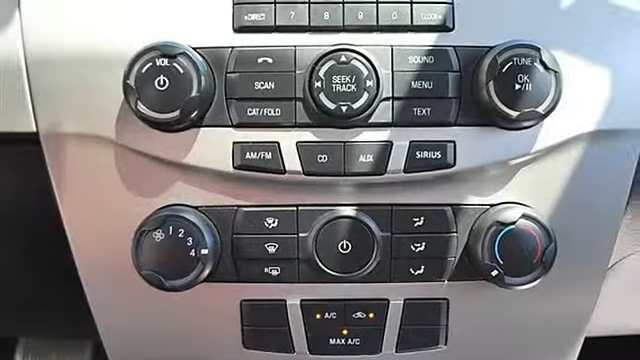 DIRECT 7 8 9 0 CLOCK
VOL
SCAN
CAT/FOLD
SEEK/
TRACK
SOUND
MENU
TEXT
TUNE
OK
AM/FM
CD
AUX
SIRIUS
1 2 3 4
R
A/C
MAX A/C